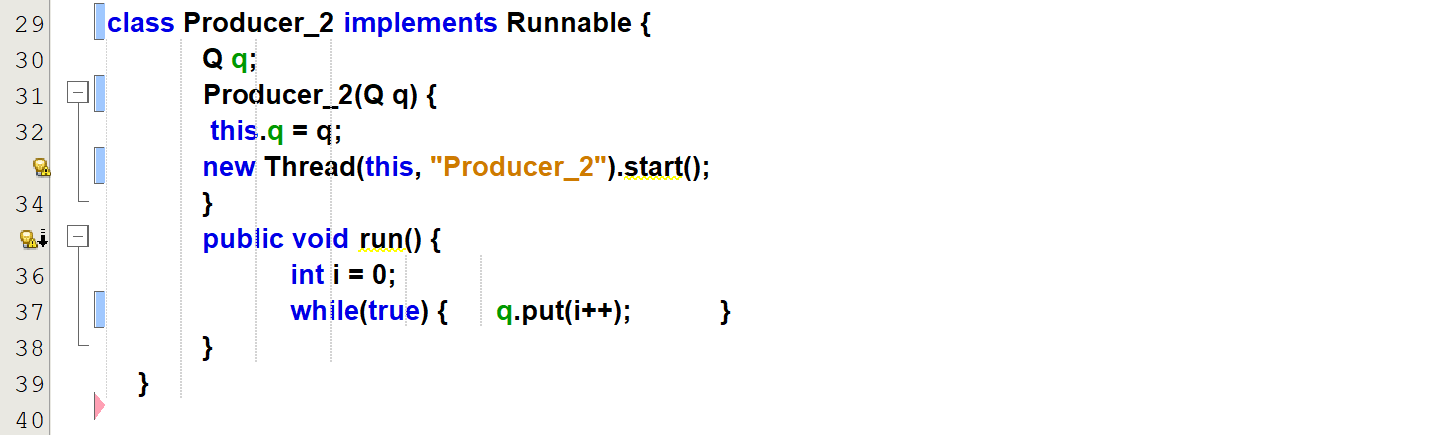 29 class Producer_2 implements Runnable {
30 Q q;
31 Producer_2(Q q) {
32 this.q = q;
new Thread(this, "Producer_2").start();
34 }
public void run() {
36 int i = 0;
37 while(true) { q.put(i++); }
38 }
39 }
40